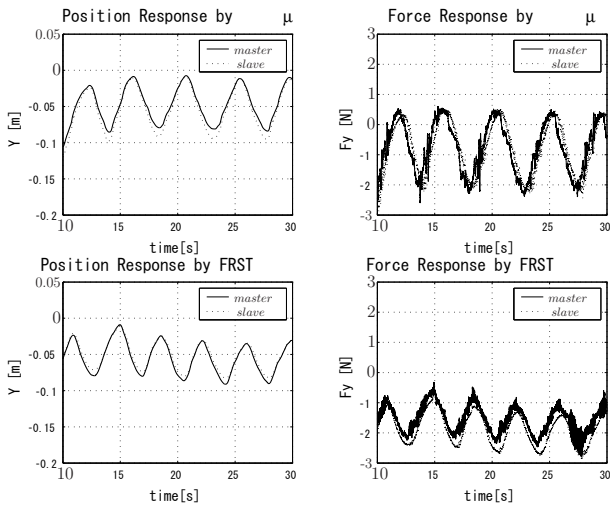 Position Response by μ
0.05
0
-0.05
-0.1
-0.15
-0.2
Y [m]
master
slave
10 15 20 25 30
time[s]
Force Response by μ
3
2
1
0
-1
-2
-3
Fy [N]
master
slave
10 15 20 25 30
time[s]
Position Response by FRST
0.05
0
-0.05
-0.1
-0.15
-0.2
Y [m]
master
slave
10 15 20 25 30
time[s]
Force Response by FRST
3
2
1
0
-1
-2
-3
Fy [N]
master
slave
10 15 20 25 30
time[s]